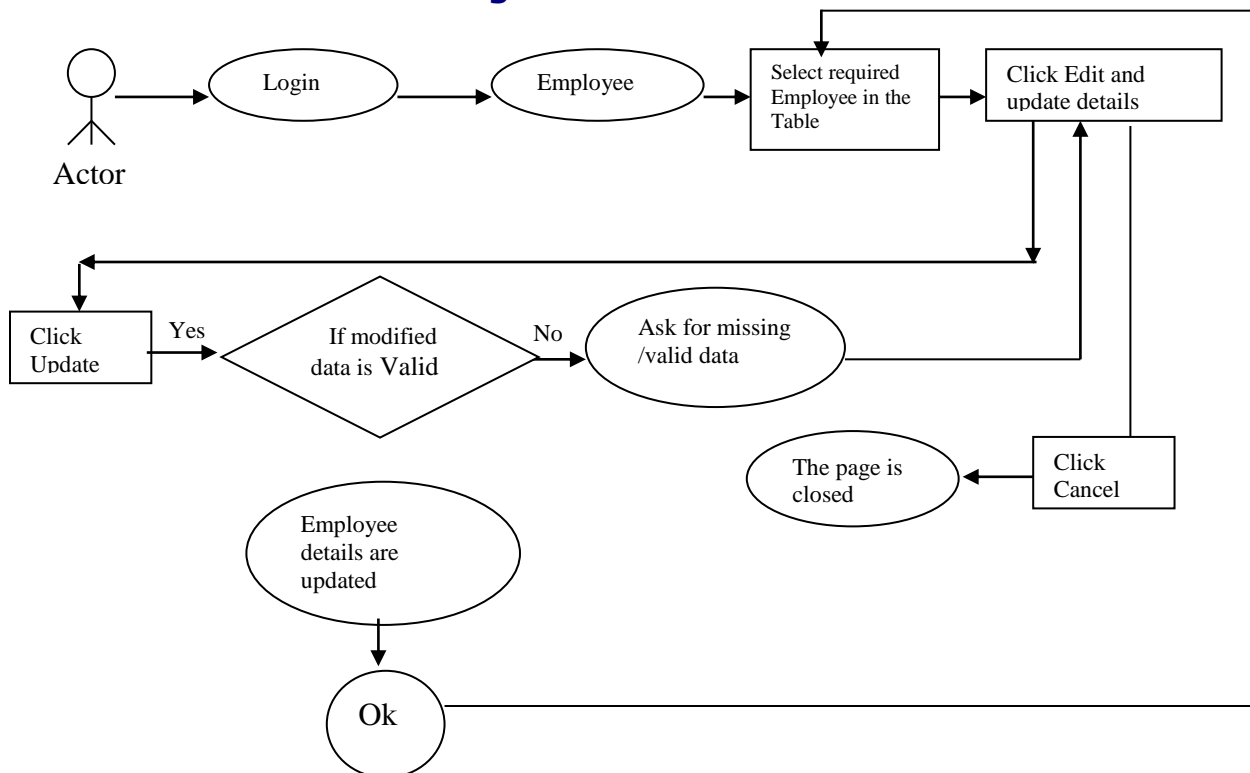 Login
Employee
Select required
Employee in the
Table
Click Edit and
update details
Actor
Click
Update
Yes
If modified
data is Valid
No
Ask for missing
/valid data
The page is
closed
Click
Cancel
Employee
details are
updated
Ok